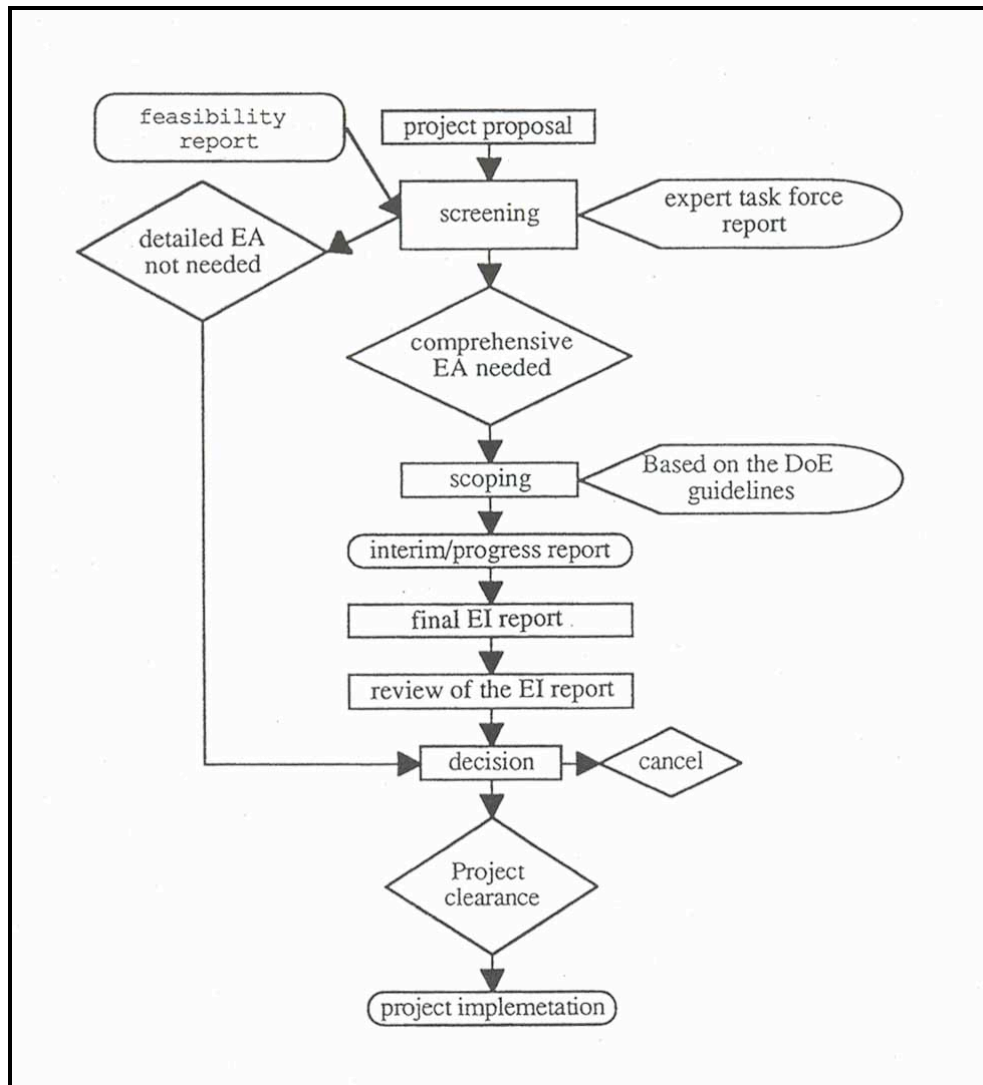 feasibility
report
project proposal
screening
expert task force
report
detailed EA
not needed
comprehensive
EA needed
scoping
Based on the DoE
guidelines
interim/progress report
final EI report
review of the EI report
decision
cancel
Project
clearance
project implemetation